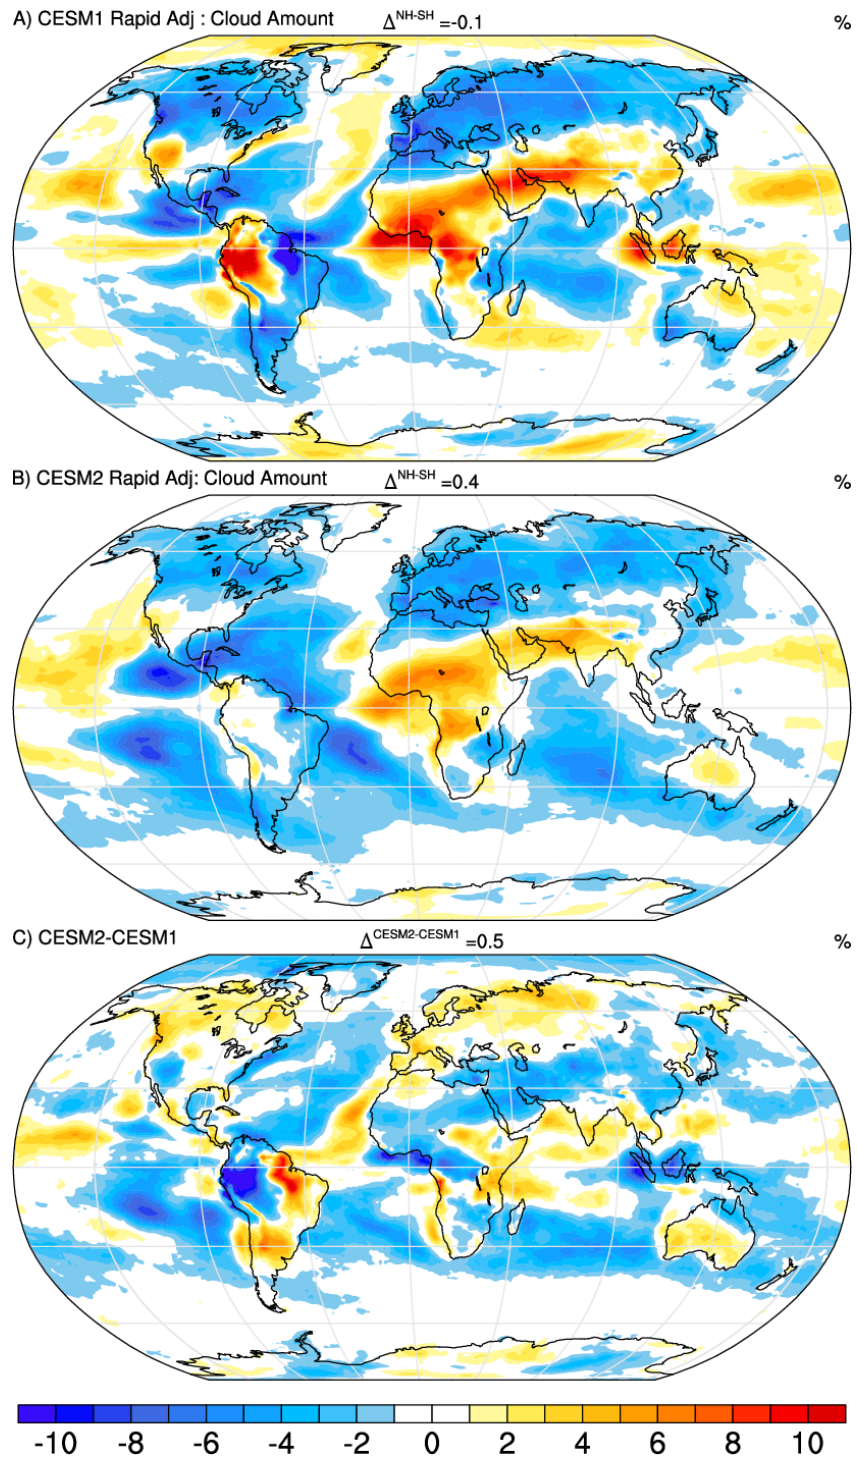 A) CESM1 Rapid Adj : Cloud Amount Δ^NH-SH =-0.1 %
B) CESM2 Rapid Adj: Cloud Amount Δ^NH-SH =0.4 %
C) CESM2-CESM1 Δ^CESM2-CESM1 =0.5 %
-10 -8 -6 -4 -2 0 2 4 6 8 10